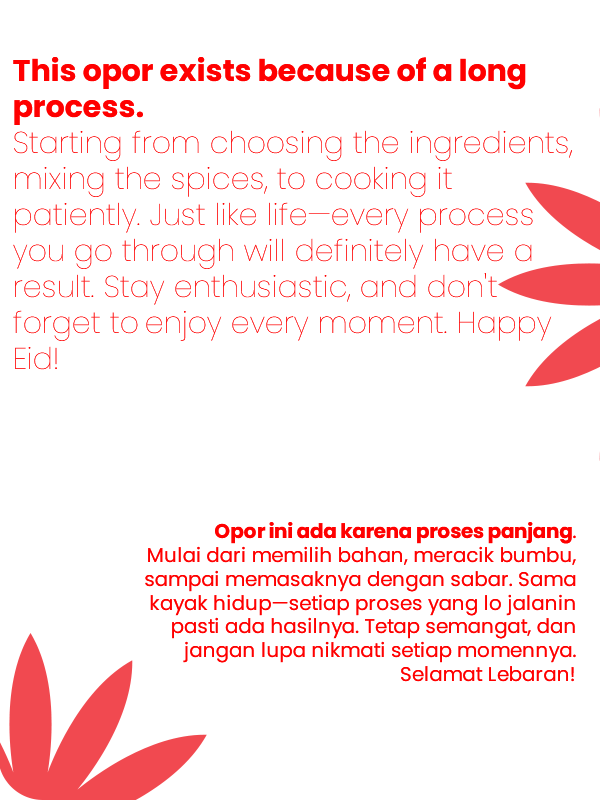 This opor exists because of a long
process.
Starting from choosing the ingredients,
mixing the spices, to cooking it
patiently. Just like life—every process
you go through will definitely have a
result. Stay enthusiastic, and don't
forget to enjoy every moment. Happy
Eid!
Opor ini ada karena proses panjang.
Mulai dari memilih bahan, meracik bumbu,
sampai memasaknya dengan sabar. Sama
kayak hidup—setiap proses yang lo jalanin
pasti ada hasilnya. Tetap semangat, dan
jangan lupa nikmati setiap momennya.
Selamat Lebaran!